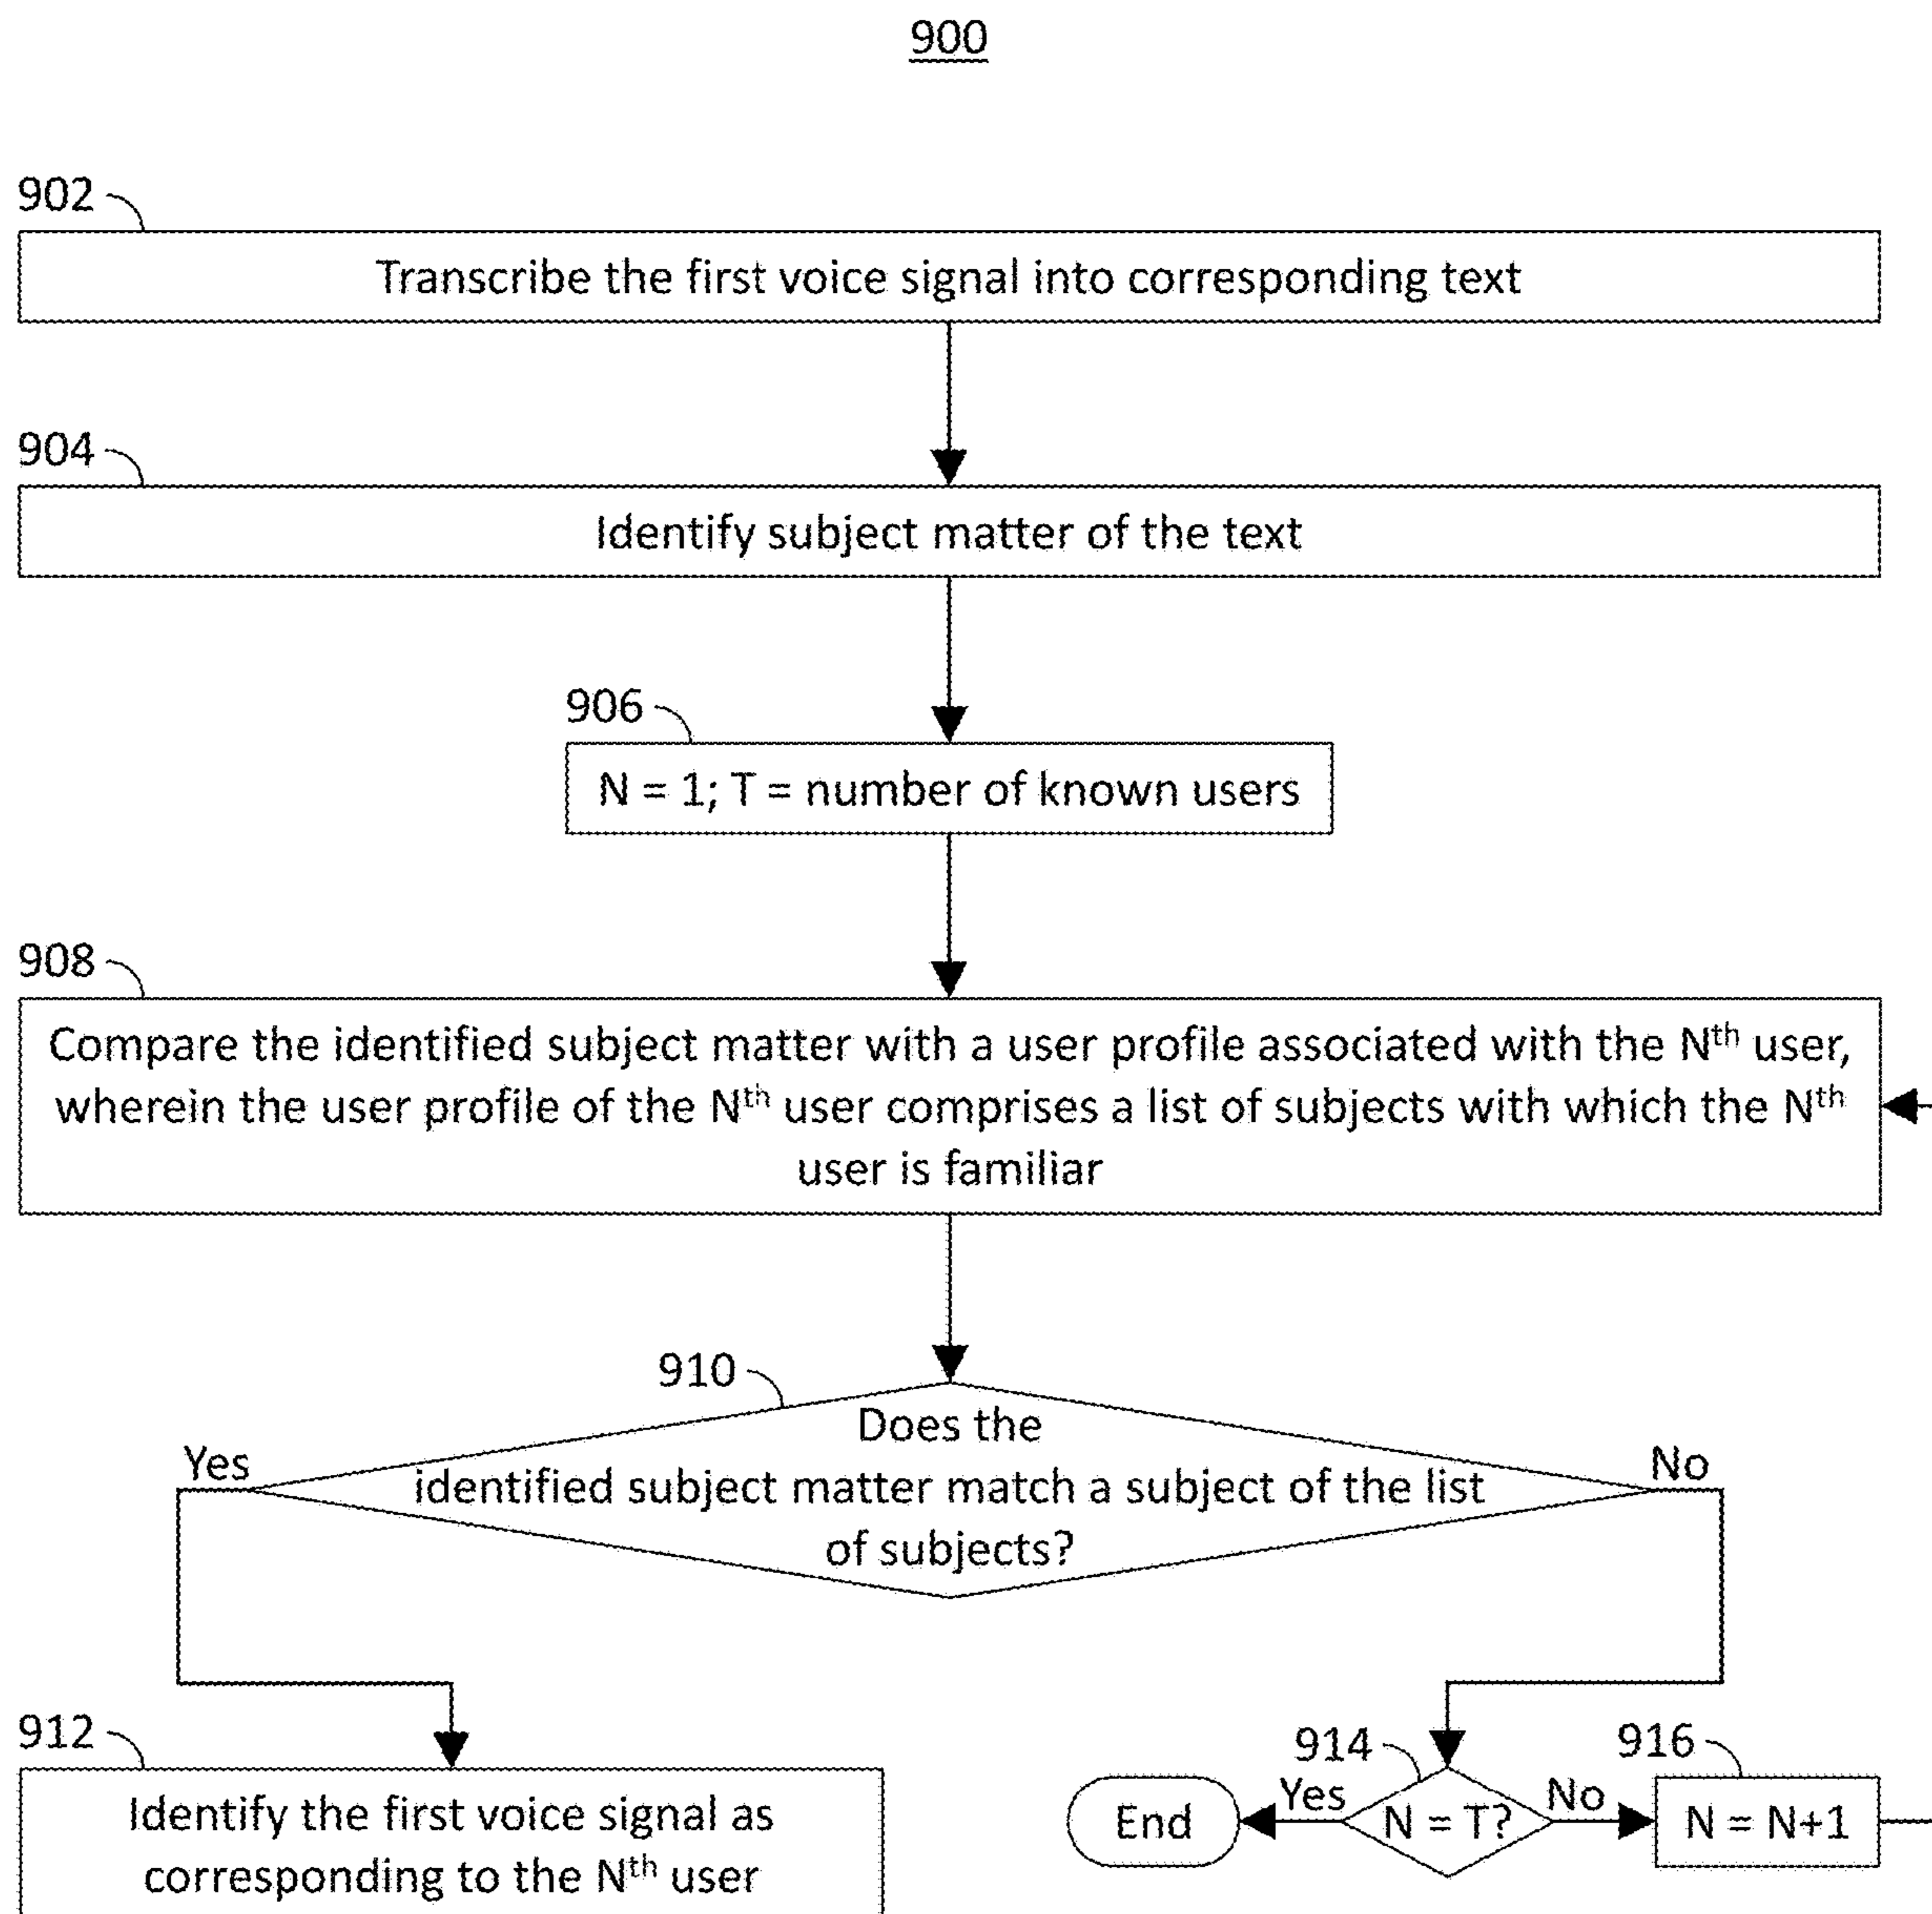 900
902
Transcribe the first voice signal into corresponding text
904
Identify subject matter of the text
906
N = 1; T = number of known users
908
Compare the identified subject matter with a user profile associated with the Nth user,
wherein the user profile of the Nth user comprises a list of subjects with which the Nth
user is familiar
910
Does the
Yes
No
identified subject matter match a subject of the list
of subjects?
912
Identify the first voice signal as
corresponding to the Nth user
914
916
End
Yes
N = T?
No
N = N+1